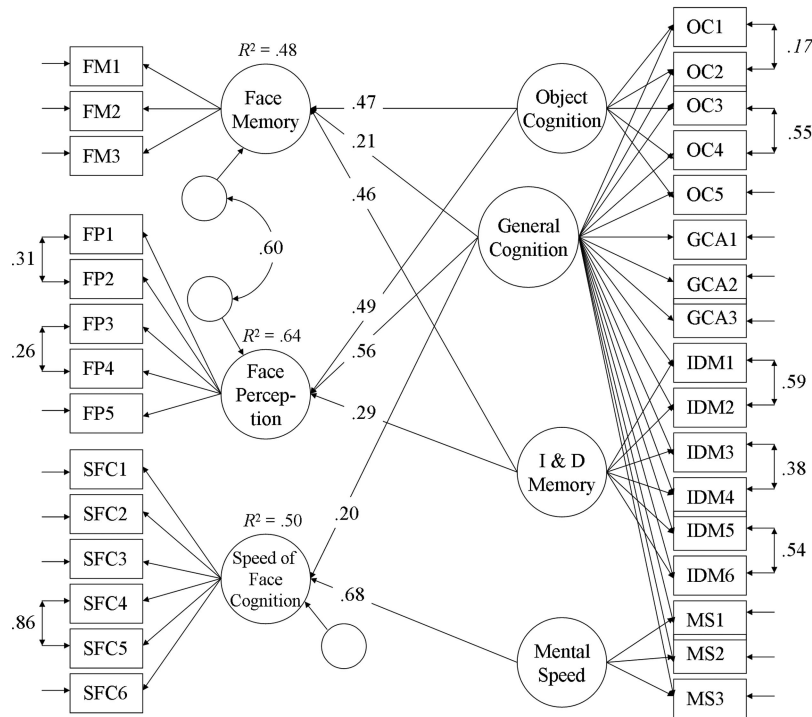 R² = .48
FM1
FM2
FM3
Face
Memory
.47
.21
.46
Object
Cognition
OC1
OC2
OC3
OC4
OC5
.17
.55
General
Cognition
GCA1
GCA2
GCA3
.60
FP1
FP2
FP3
FP4
FP5
.31
.26
R² = .64
Face
Percep-
tion
.49
.56
.29
I & D
Memory
IDM1
IDM2
IDM3
IDM4
IDM5
IDM6
.59
.38
.54
SFC1
SFC2
SFC3
SFC4
SFC5
SFC6
.86
R² = .50
Speed of
Face
Cognition
.20
.68
Mental
Speed
MS1
MS2
MS3